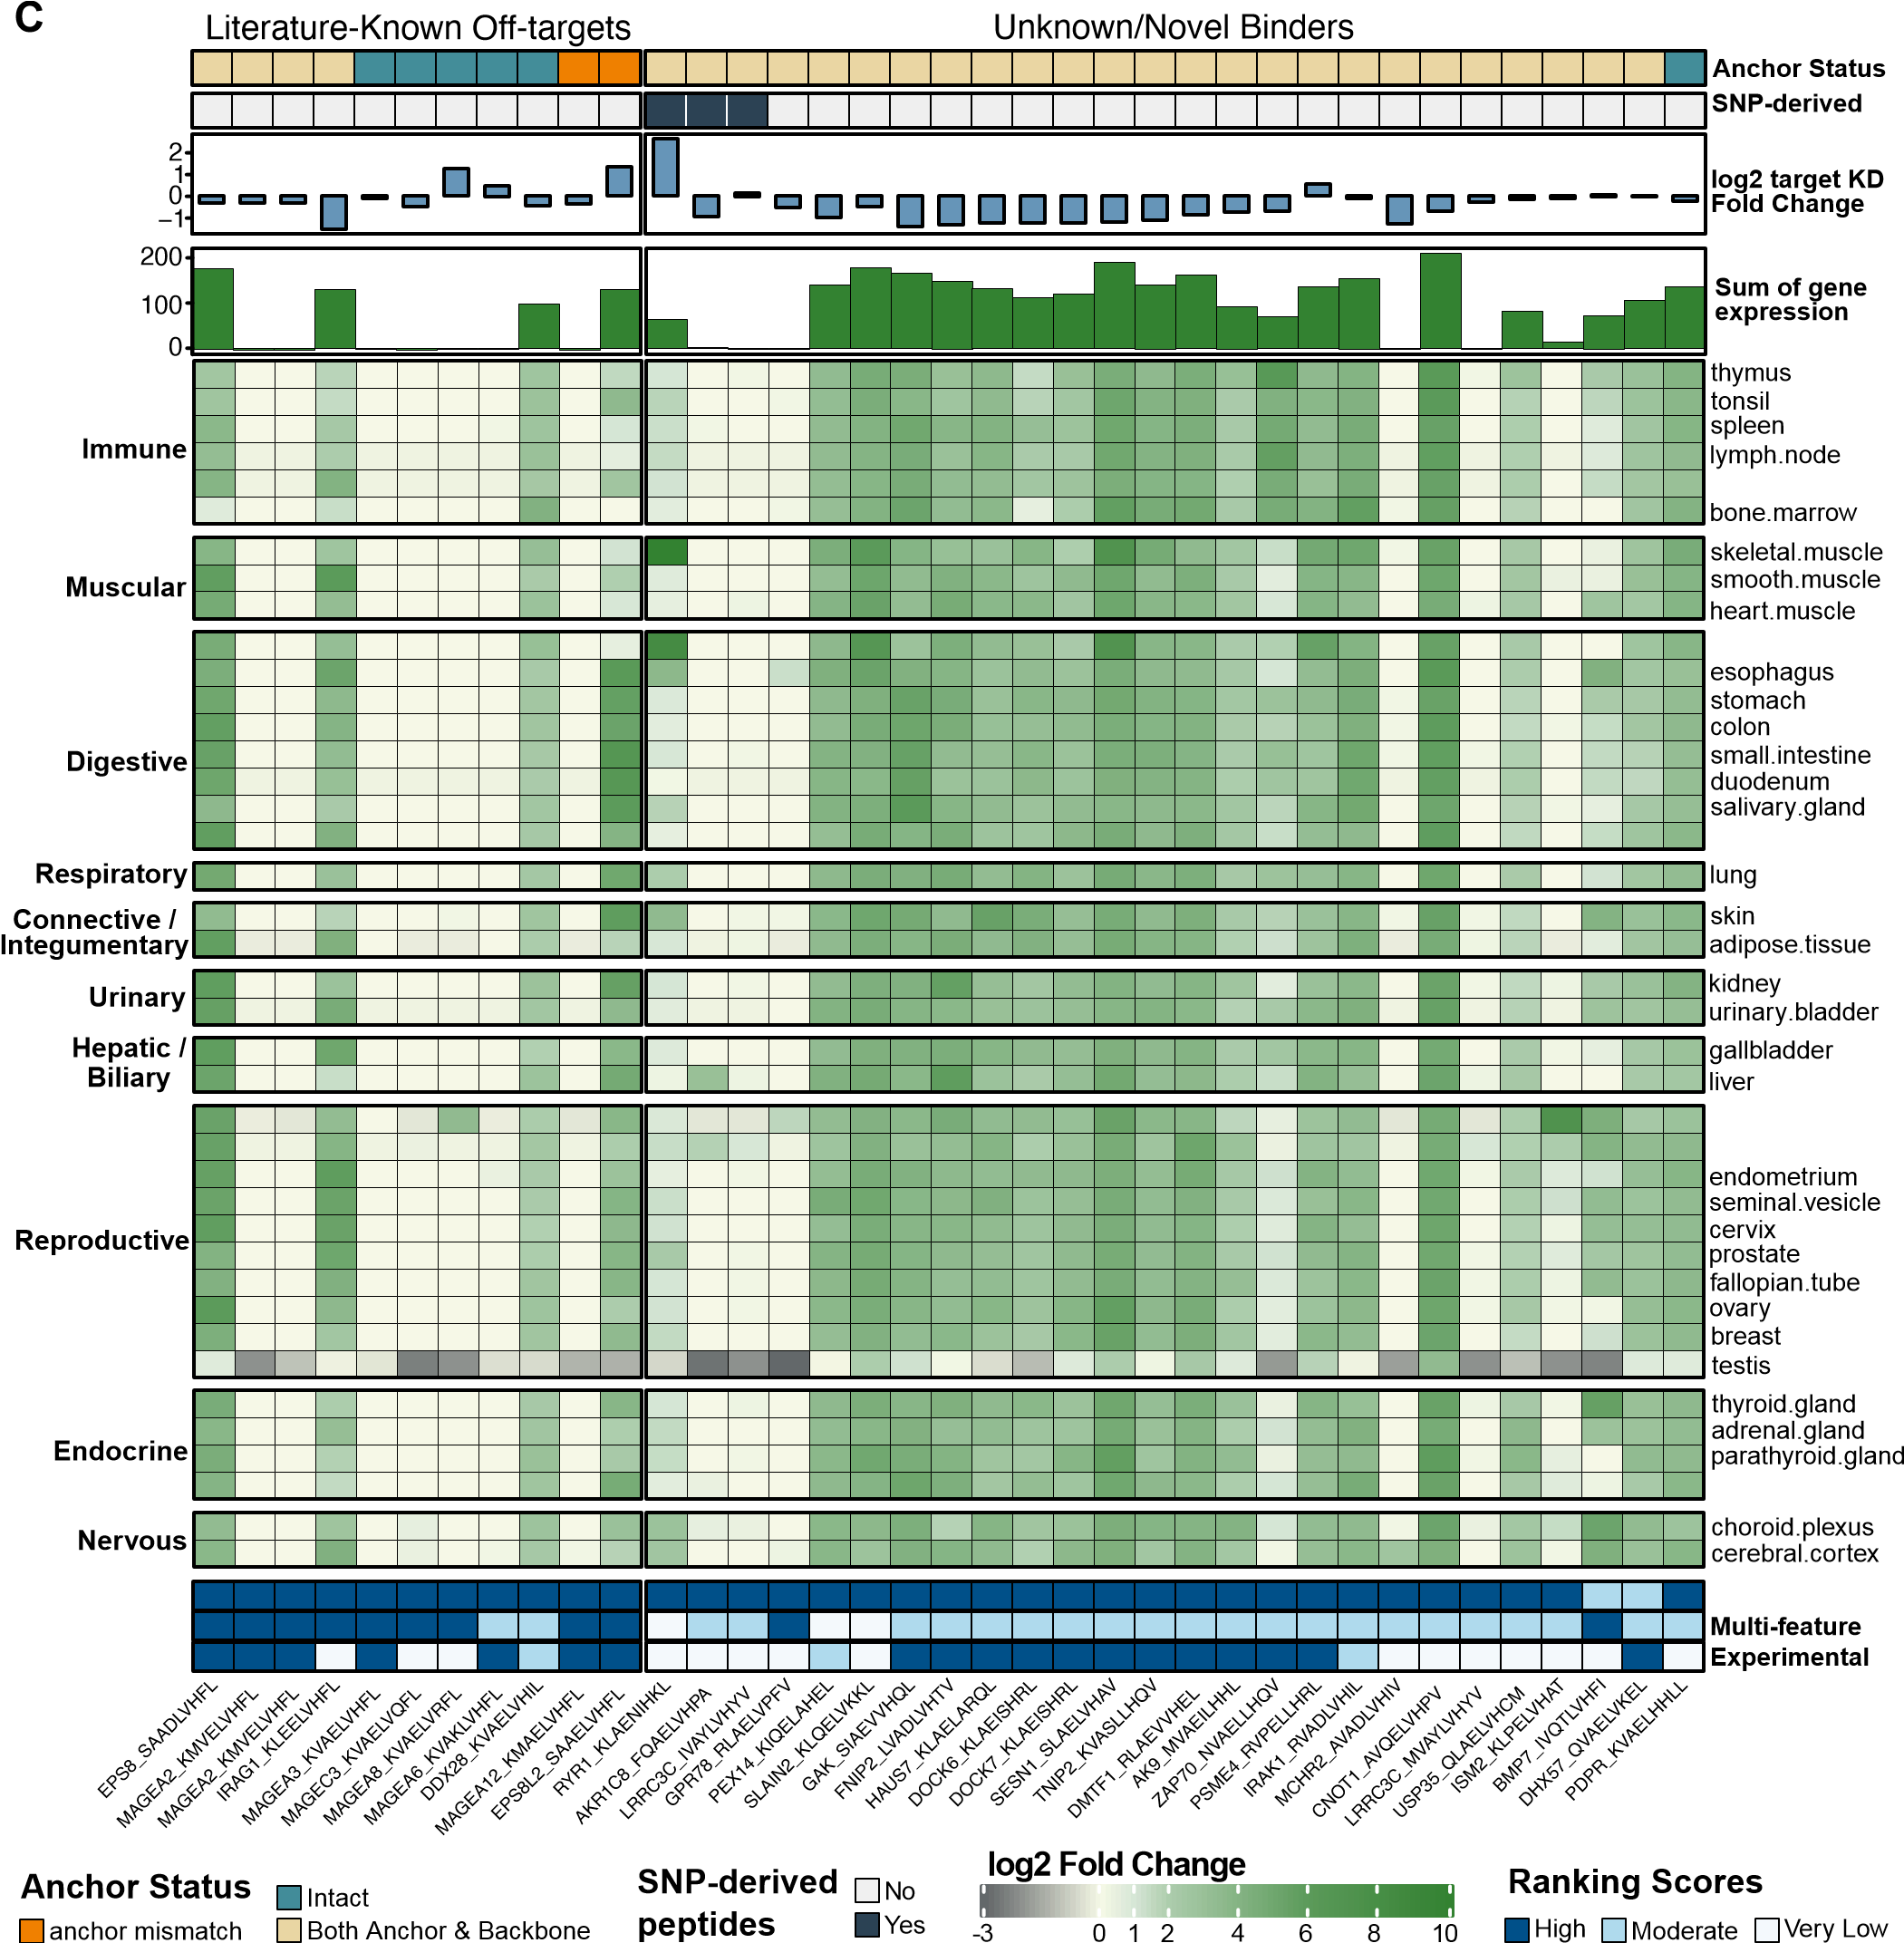 C
Literature-Known Off-targets
Unknown/Novel Binders
Anchor Status
SNP-derived
2
1
0
−1
log2 target KD
Fold Change
200
100
0
Sum of gene
expression
Immune
thymus
tonsil
spleen
lymph.node
bone.marrow
Muscular
skeletal.muscle
smooth.muscle
heart.muscle
Digestive
esophagus
stomach
colon
small.intestine
duodenum
salivary.gland
Respiratory
lung
Connective /
Integumentary
skin
adipose.tissue
Urinary
kidney
urinary.bladder
Hepatic /
Biliary
gallbladder
liver
Reproductive
endometrium
seminal.vesicle
cervix
prostate
fallopian.tube
ovary
breast
testis
Endocrine
thyroid.gland
adrenal.gland
parathyroid.gland
Nervous
choroid.plexus
cerebral.cortex
Multi-feature
Experimental
EPS8_SAADLVHFL
MAGEA2_KMVELVHFL
MAGEA2_KMVELVHFL
IRAG1_KLEELVHFL
MAGEA3_KVAELVHFL
MAGEC3_KVAELVQFL
MAGEA8_KVAELVRFL
MAGEA6_KVAKLVHFL
DDX28_KVAELVHIL
MAGEA12_KMAELVHFL
EPS8L2_SAAELVHFL
RYR1_KLAENIHKL
AKR1C8_FQAELVHPA
LRRC3C_IVAYLVHYV
GPR78_RLAELVPFV
PEX14_KIQELAHEL
SLAIN2_KLQELVKKL
GAK_SIAEVVHQL
FNIP2_LVADLVHTV
HAUS7_KLAELARQL
DOCK6_KLAEISHRL
DOCK7_KLAEISHRL
SESN1_SLAELVHAV
TNIP2_KVASLLHQV
DMTF1_RLAEVVHEL
AK9_MVAELHHL
ZAP70_NVAELLHQV
PSME4_RVPELLHRL
IRAK1_RVADLVHIL
MCHR2_AVADLVHIV
CNOT1_AVQELVHPV
LRRC3C_MVAYLVHYV
USP35_QLAELVHCM
ISM2_KLPELVHAT
BMP7_IVQTLVHFI
DHX57_QVAELVKEL
PDPR_KVAELHHLL
Anchor Status
Intact
anchor mismatch
Both Anchor & Backbone
SNP-derived
peptides
No
Yes
log2 Fold Change
-3
0
1
2
4
6
8
10
Ranking Scores
High
Moderate
Very Low